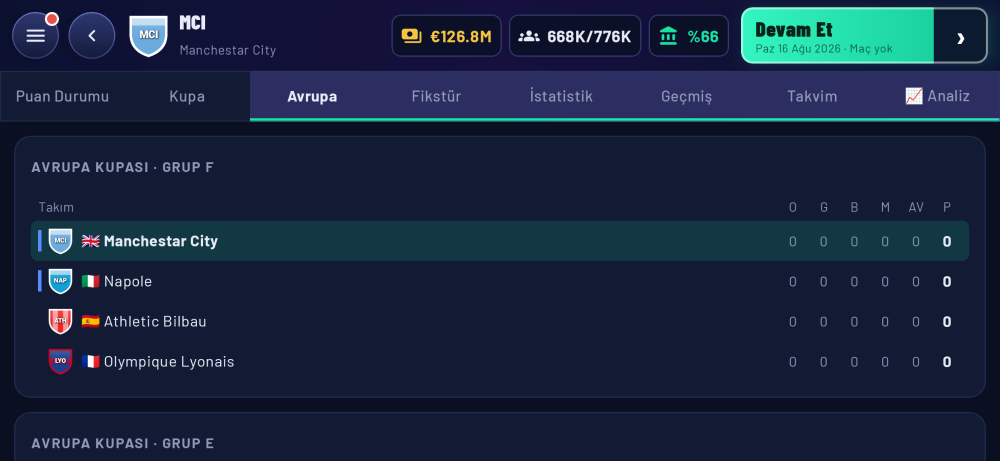 MCI
MCI
Manchestar City
€126.8M
668K/776K
%66
Devam Et
Paz 16 Ağu 2026 · Maç yok
Puan Durumu
Kupa
Avrupa
Fikstür
İstatistik
Geçmiş
Takvim
Analiz
AVRUPA KUPASI · GRUP F
Takım O G B M AV P
MCI Manchestar City 0 0 0 0 0 0
NAP Napole 0 0 0 0 0 0
ATH Athletic Bilbau 0 0 0 0 0 0
LYO Olympique Lyonais 0 0 0 0 0 0
AVRUPA KUPASI · GRUP E